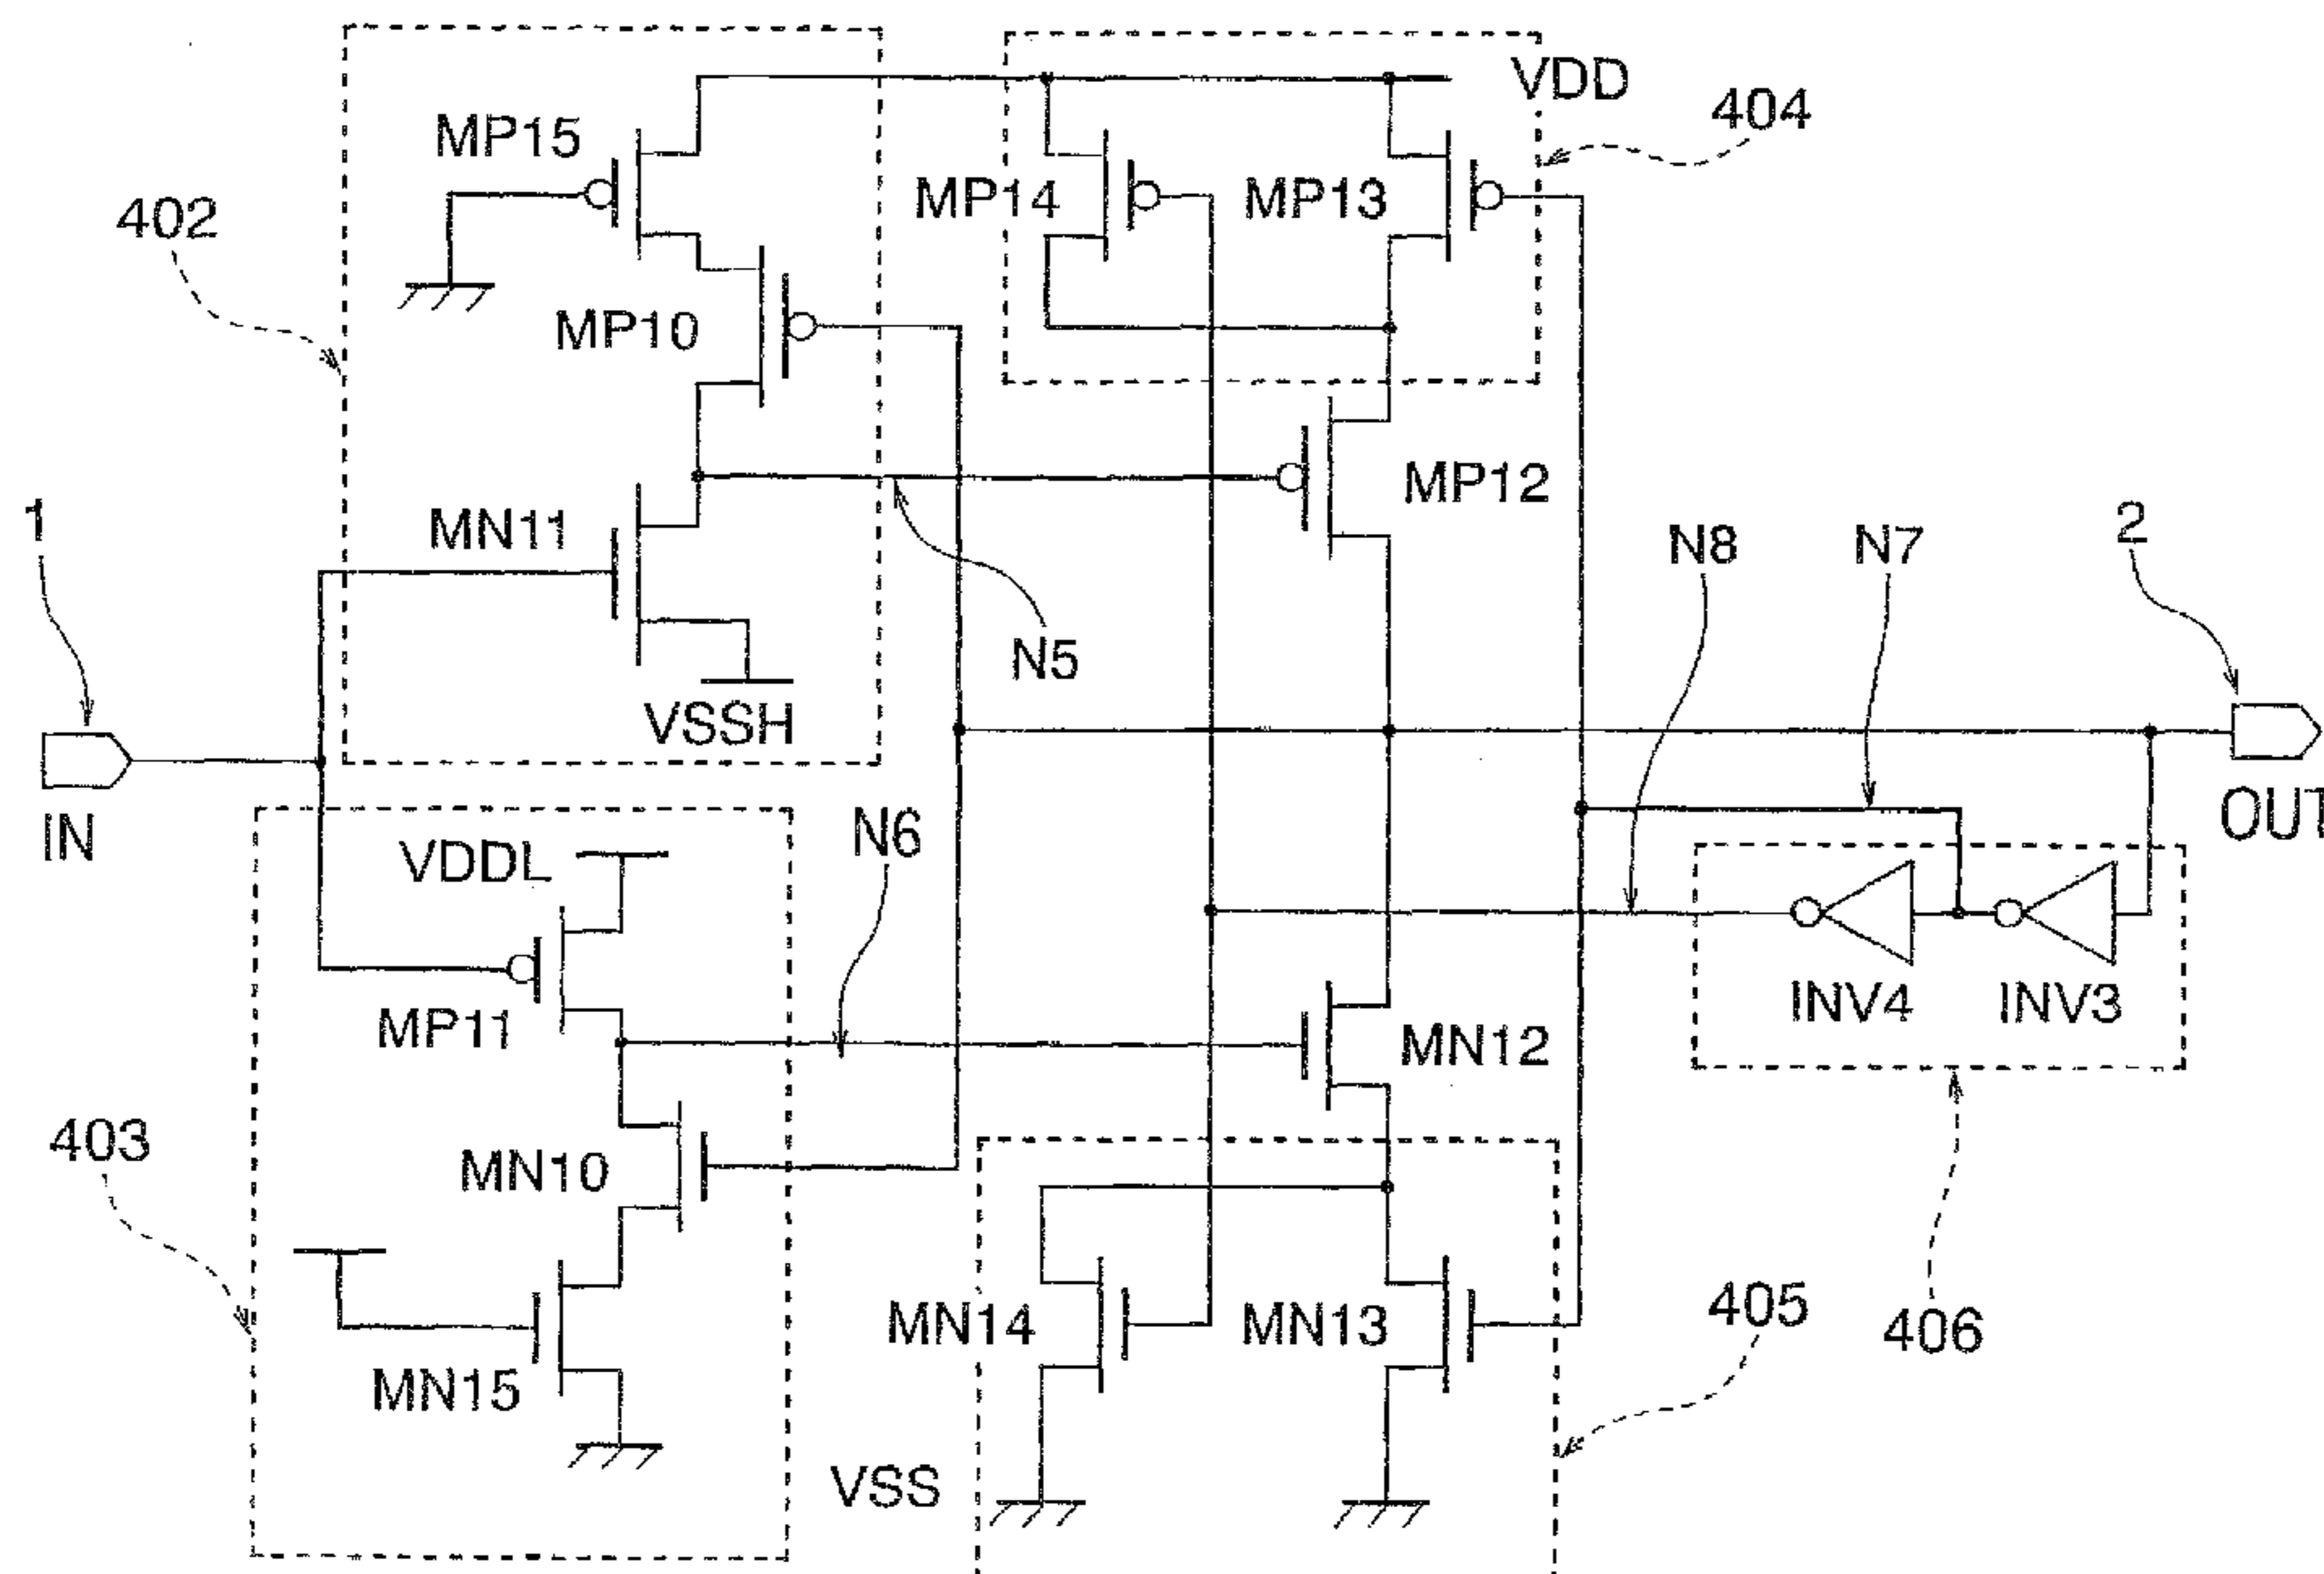 VDD
404
MP15
MP14
MP13
402
MP10
MP12
1
MN11
N8
N7
2
N5
VSSH
IN
OUT
N6
VDDL
INV4
INV3
MP11
MN12
403
MN10
405
406
MN14
MN13
MN15
VSS